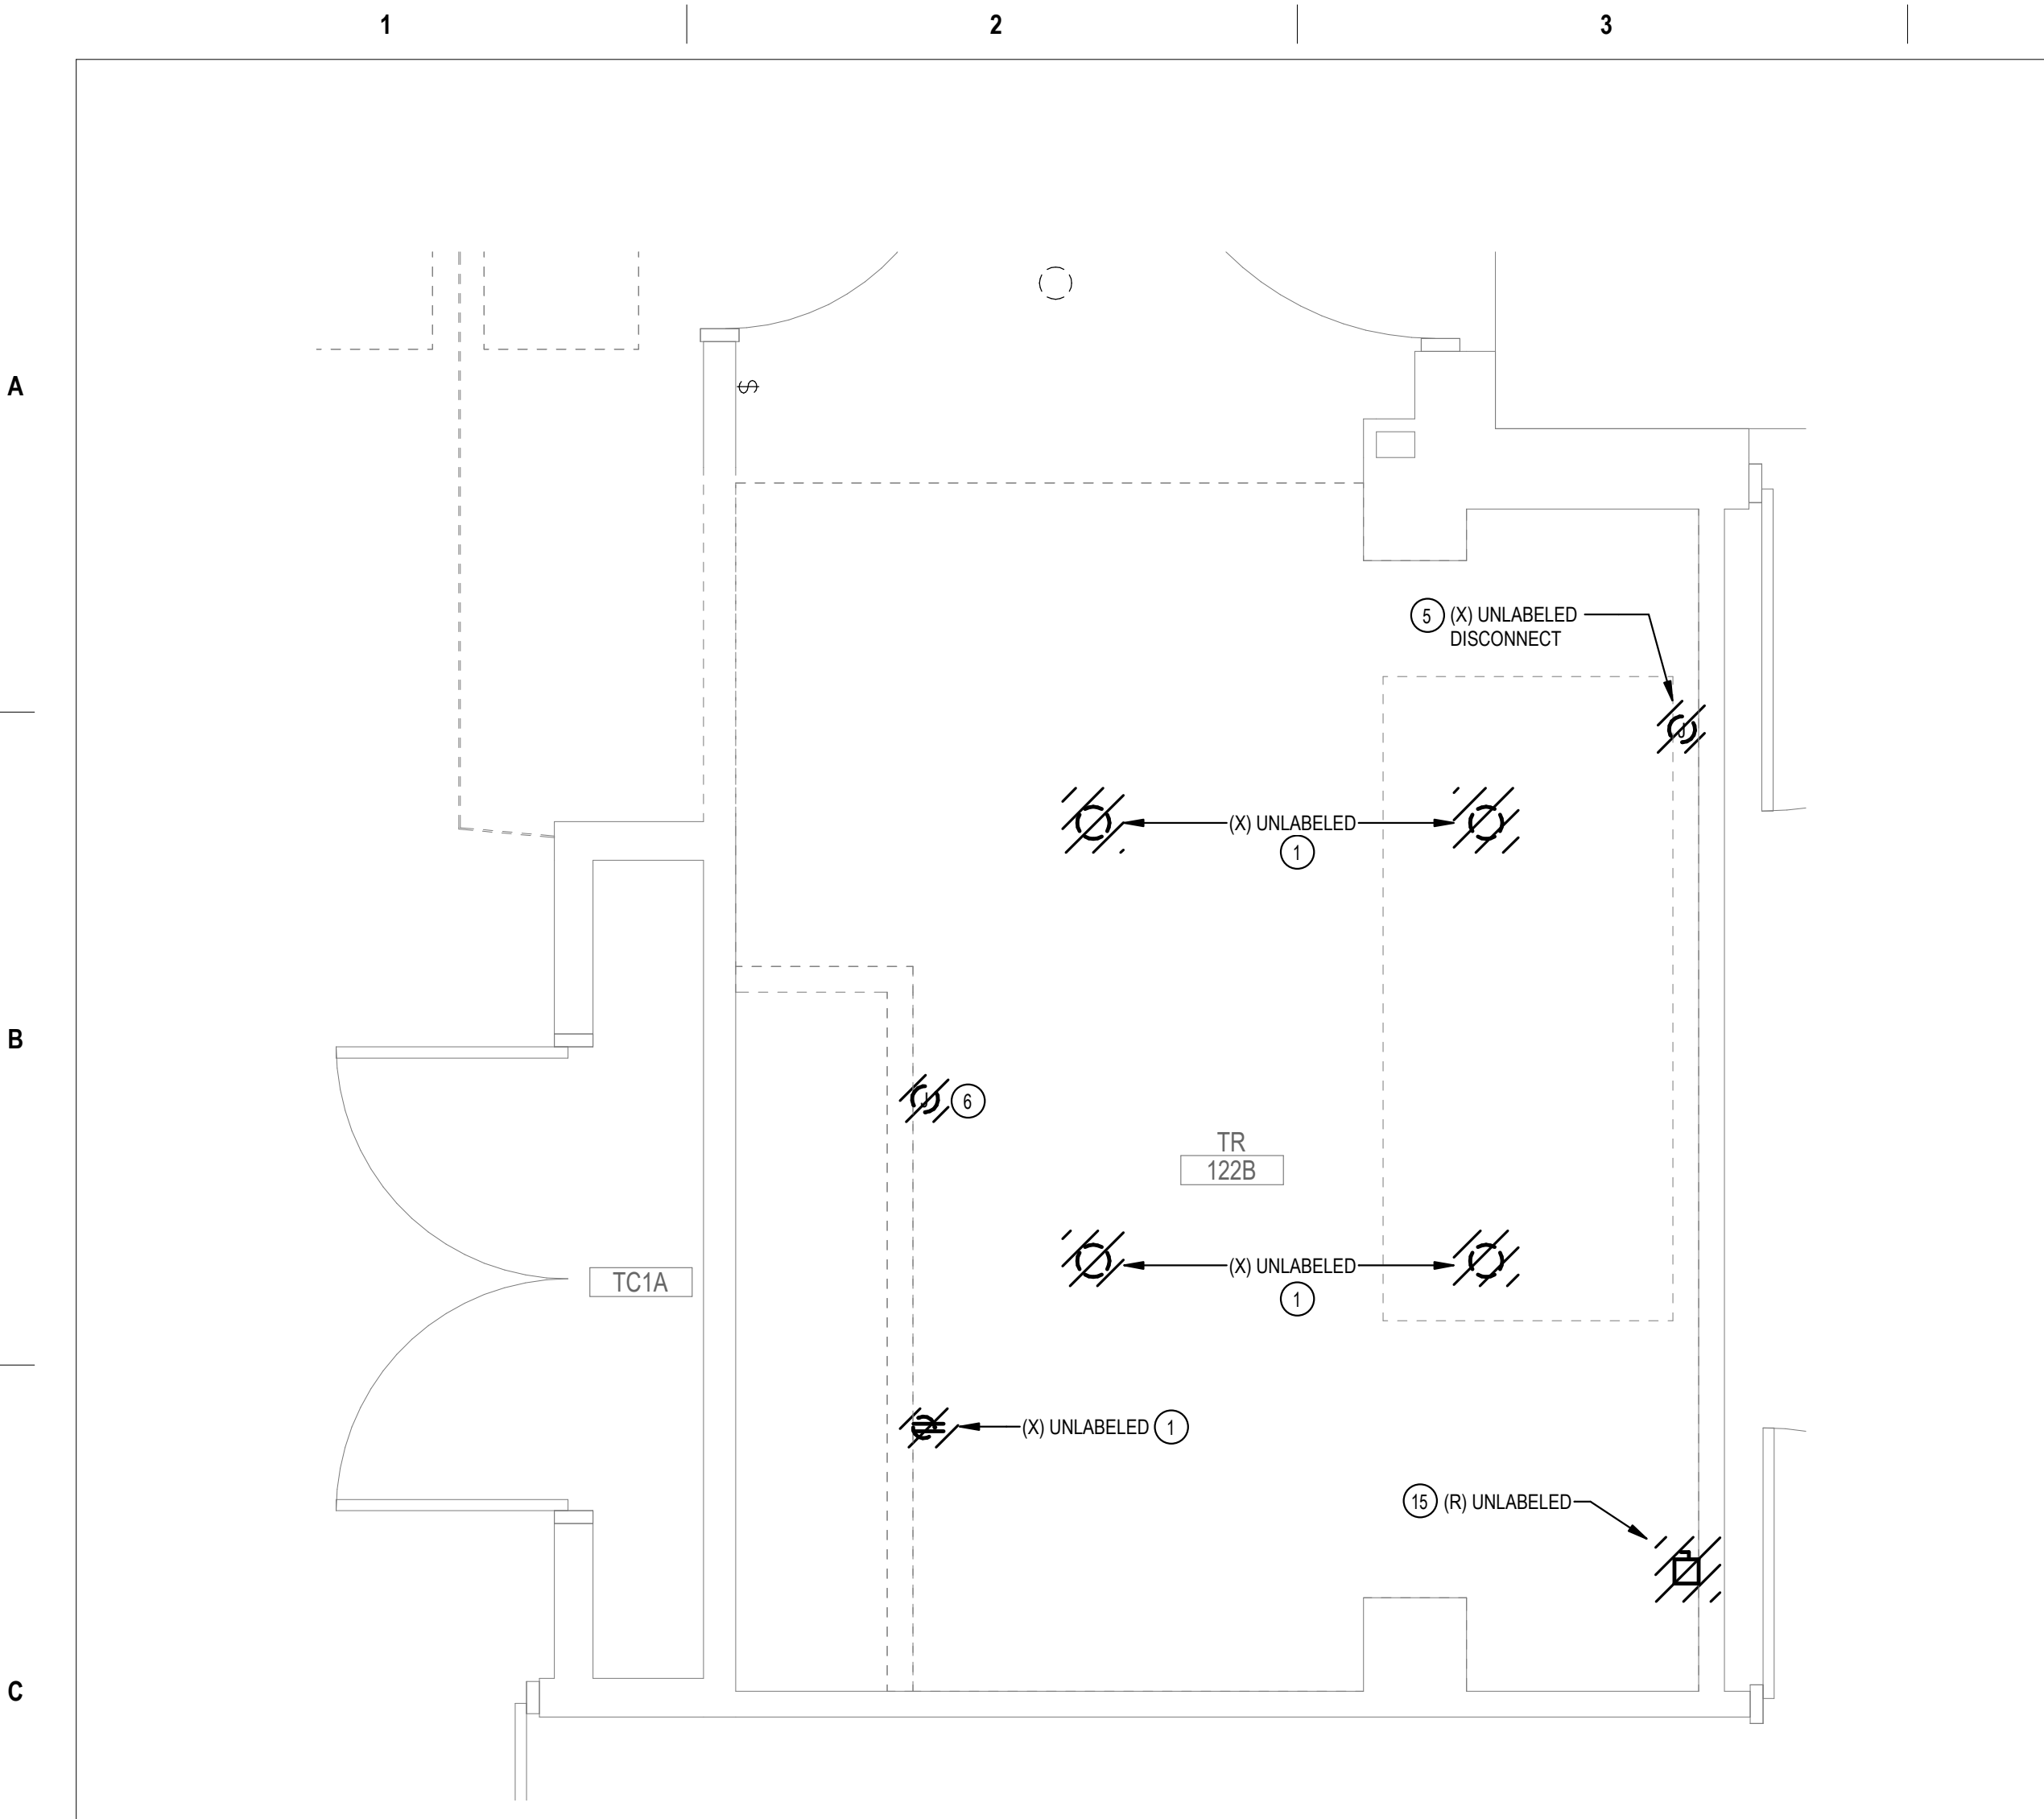 1 2 3
A
$
5 (X) UNLABELED
DISCONNECT
J
(X) UNLABELED
1
B
J 6
TR
122B
(X) UNLABELED
1
TC1A
(X) UNLABELED 1
15 (R) UNLABELED
C